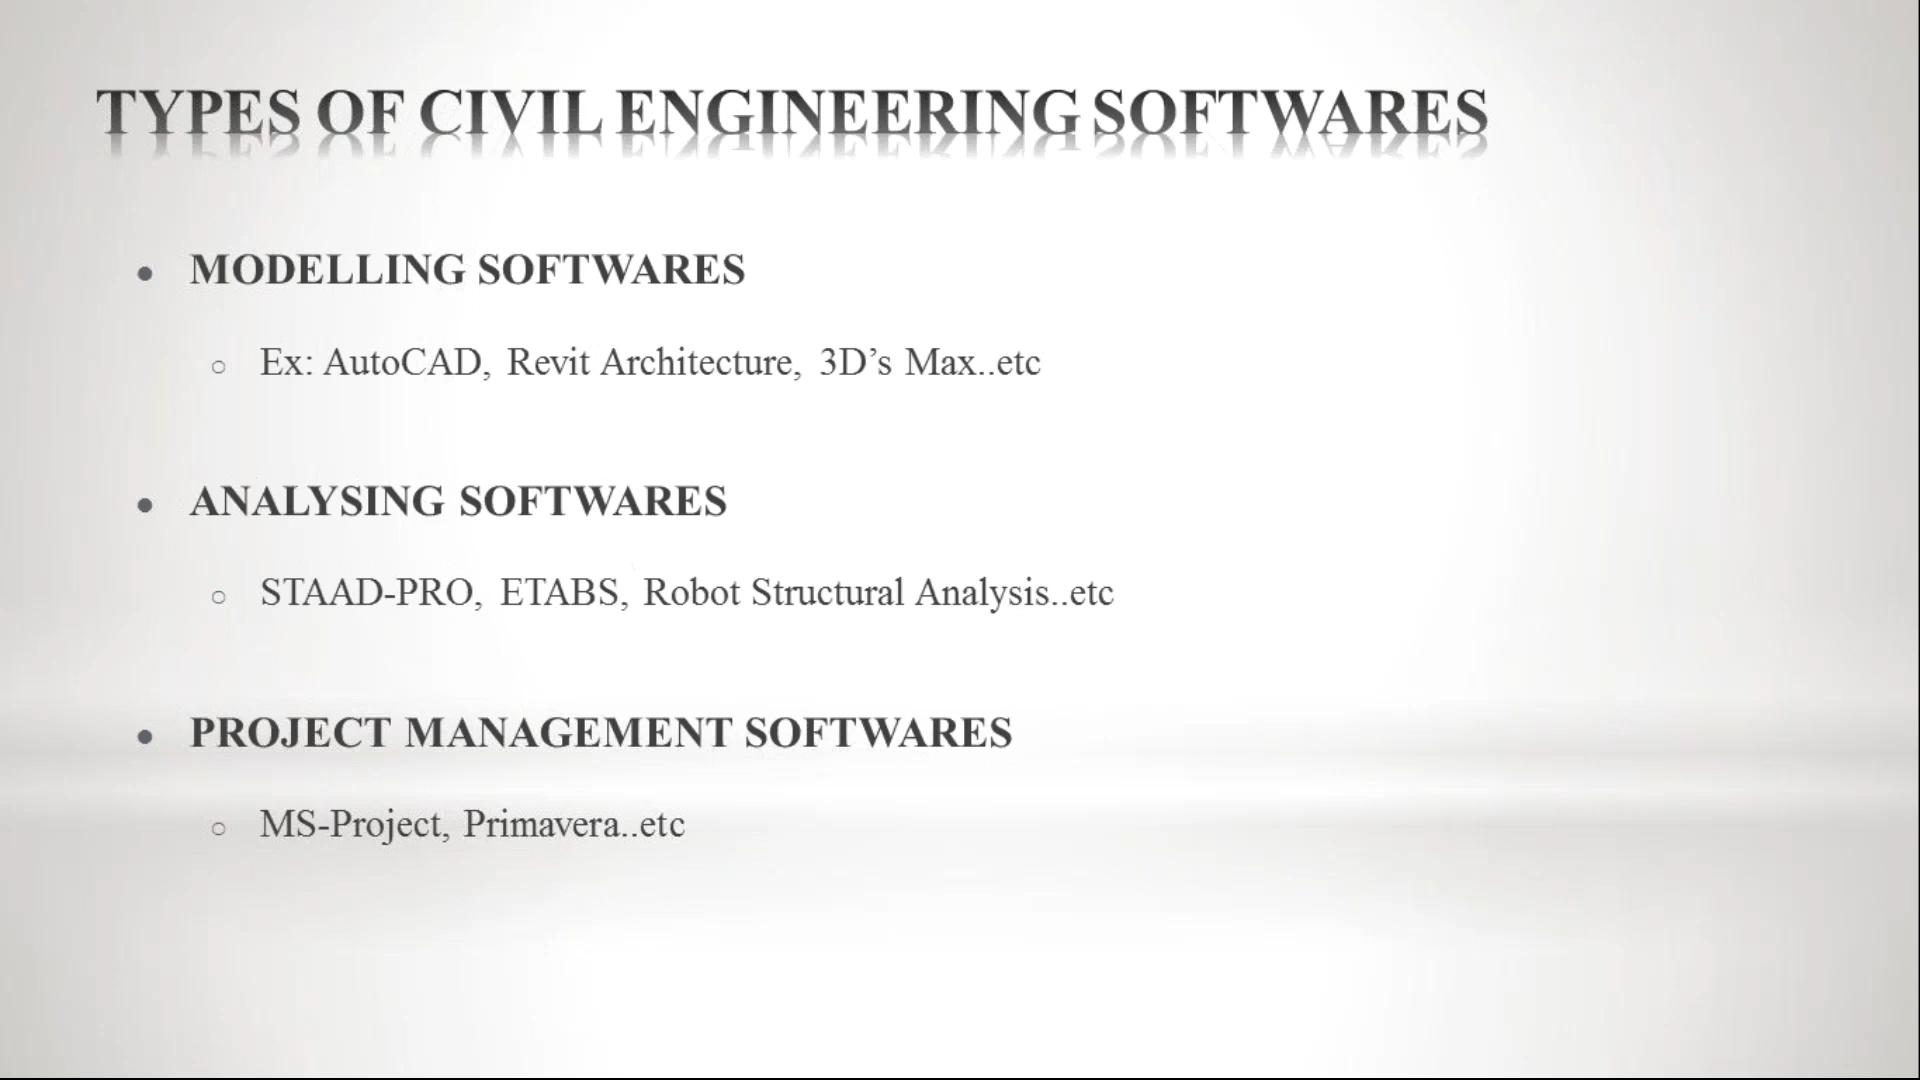 TYPES OF CIVIL ENGINEERING SOFTWARES
• MODELLING SOFTWARES
○ Ex: AutoCAD, Revit Architecture, 3D’s Max..etc
• ANALYSING SOFTWARES
○ STAAD-PRO, ETABS, Robot Structural Analysis..etc
• PROJECT MANAGEMENT SOFTWARES
○ MS-Project, Primavera..etc